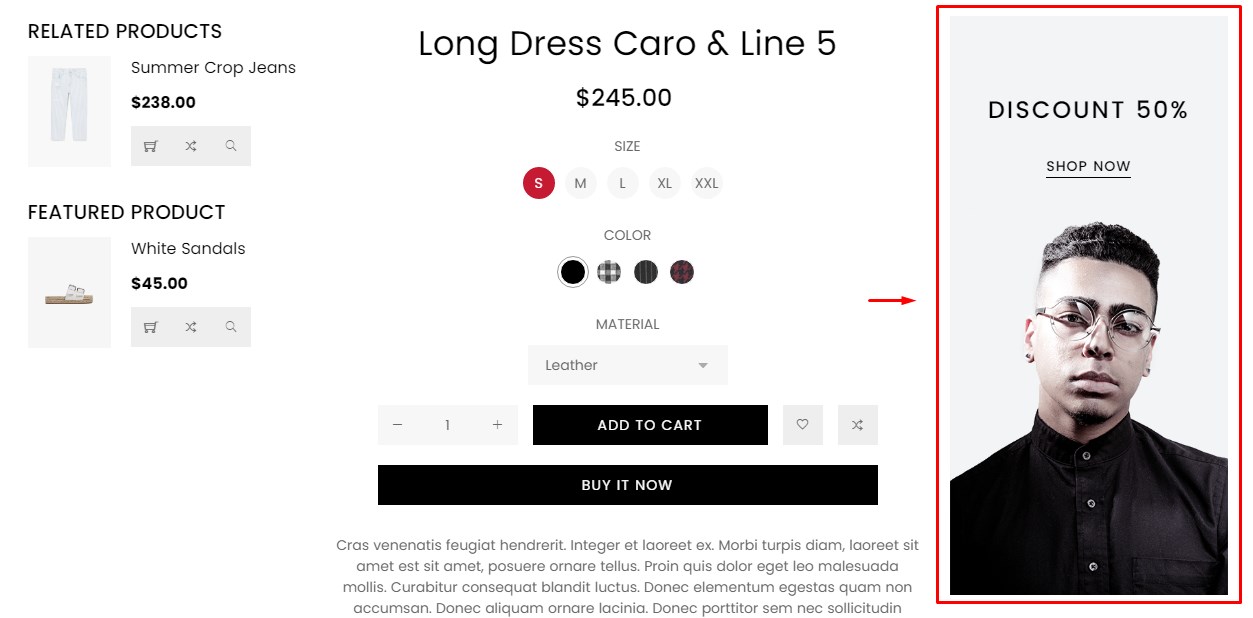 RELATED PRODUCTS
Summer Crop Jeans
$238.00
FEATURED PRODUCT
White Sandals
$45.00
Long Dress Caro & Line 5
$245.00
SIZE
S M L XL XXL
COLOR
MATERIAL
Leather
− 1 + ADD TO CART
BUY IT NOW
Cras venenatis feugiat hendrerit. Integer et laoreet ex. Morbi turpis diam, laoreet sit
amet est sit amet, posuere ornare tellus. Proin quis dolor eget leo malesuada
mollis. Curabitur consequat blandit luctus. Donec elementum egestas quam non
accumsan. Donec aliquam ornare lacinia. Donec porttitor sem nec sollicitudin
DISCOUNT 50%
SHOP NOW